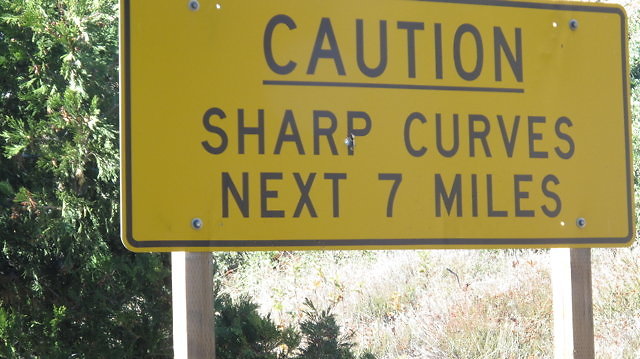 CAUTION
SHARP CURVES
NEXT 7 MILES